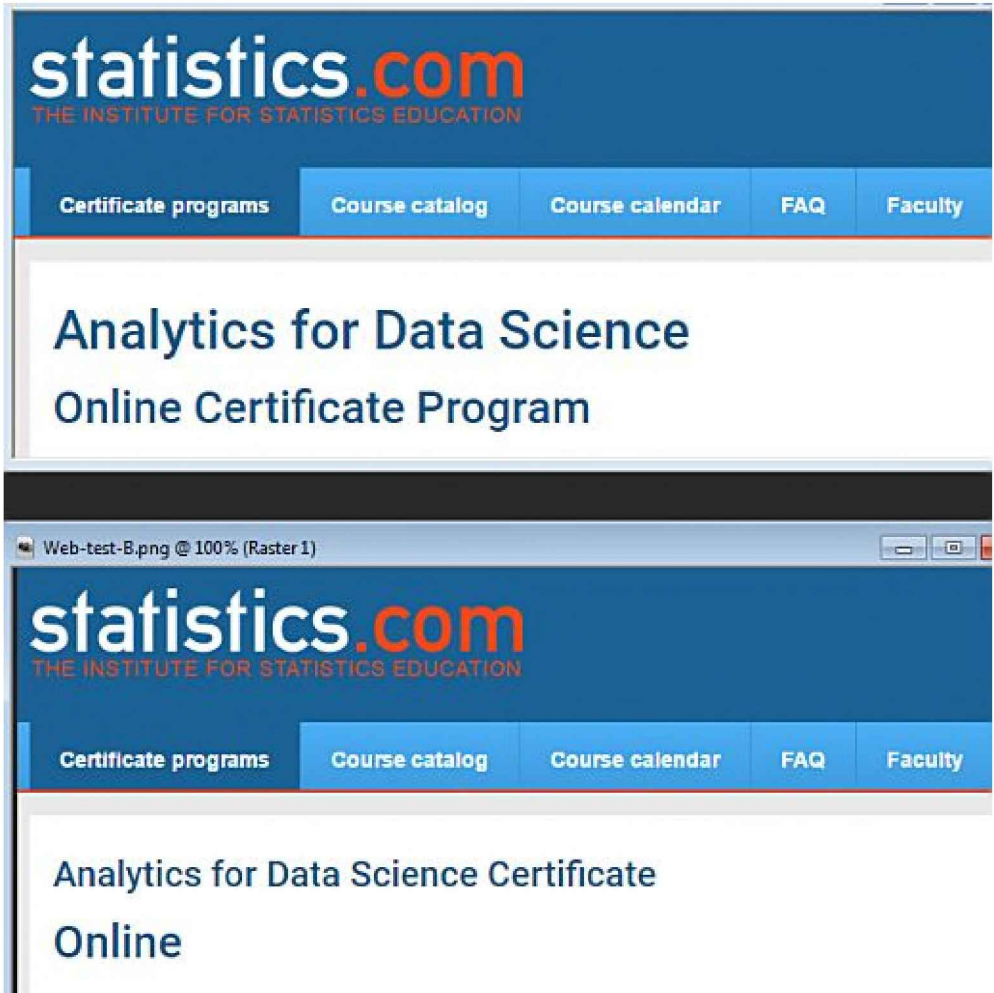 statistics.com
THE INSTITUTE FOR STATISTICS EDUCATION
Certificate programs Course catalog Course calendar FAQ Faculty
Analytics for Data Science
Online Certificate Program
Web-test-B.png @ 100% (Raster 1)
statistics.com
THE INSTITUTE FOR STATISTICS EDUCATION
Certificate programs Course catalog Course calendar FAQ Faculty
Analytics for Data Science Certificate
Online